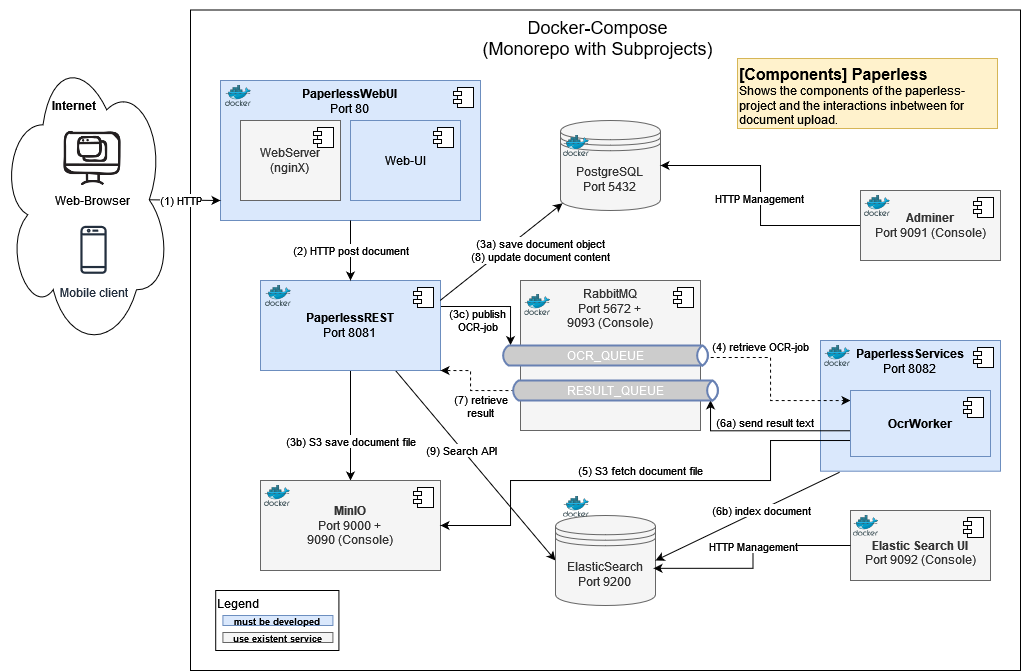 Docker-Compose
(Monorepo with Subprojects)
[Components] Paperless
Shows the components of the paperless-
project and the interactions inbetween for
document upload.
Internet
Web-Browser
Mobile client
(1) HTTP
docker
PaperlessWebUI
Port 80
WebServer
(nginX)
Web-UI
(2) HTTP post document
docker
PostgreSQL
Port 5432
HTTP Management
docker
Adminer
Port 9091 (Console)
(3a) save document object
(8) update document content
docker
PaperlessREST
Port 8081
(3c) publish
OCR-job
docker
RabbitMQ
Port 5672 +
9093 (Console)
OCR_QUEUE
RESULT_QUEUE
(4) retrieve OCR-job
(7) retrieve
result
docker
PaperlessServices
Port 8082
OcrWorker
(6a) send result text
(3b) S3 save document file
(9) Search API
(5) S3 fetch document file
docker
MinIO
Port 9000 +
9090 (Console)
docker
ElasticSearch
Port 9200
(6b) index document
HTTP Management
docker
Elastic Search UI
Port 9092 (Console)
Legend
must be developed
use existent service